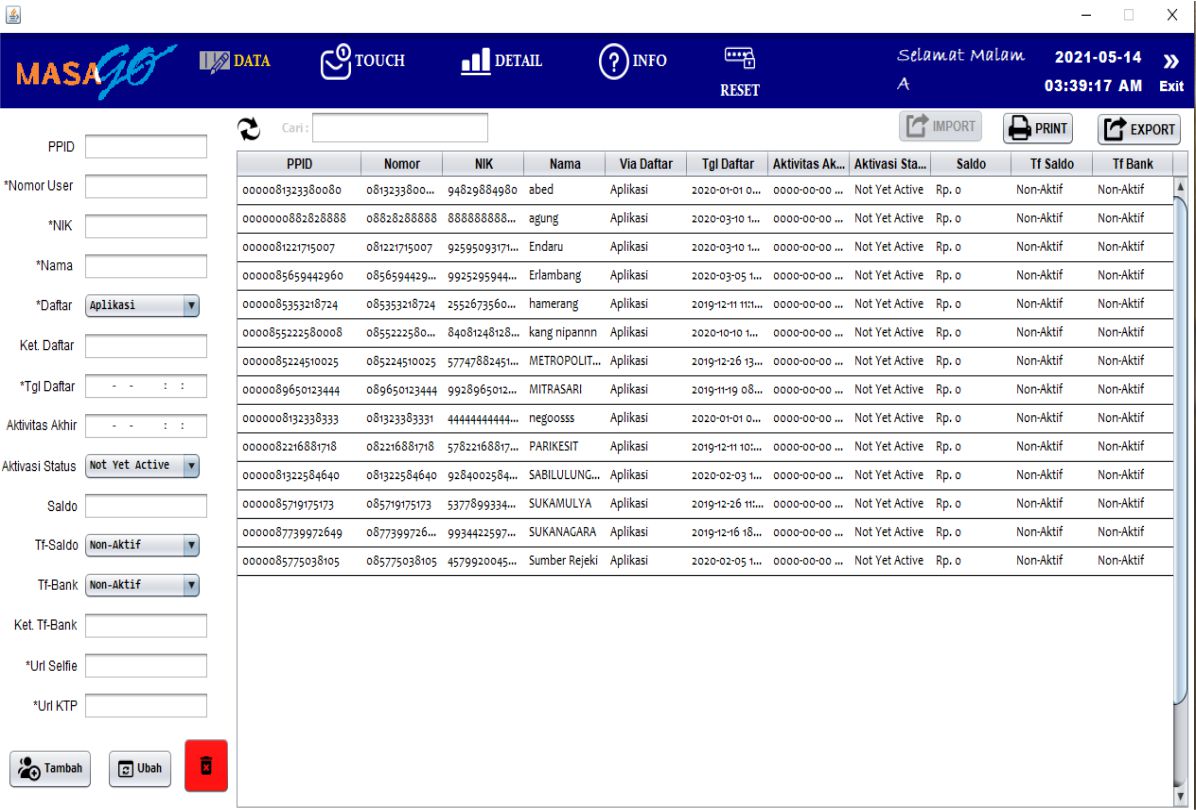 MASAGO
DATA
TOUCH
DETAIL
INFO
RESET
Selamat Malam
A
2021-05-14
03:39:17 AM
Exit
Cari :
IMPORT
PRINT
EXPORT
PPID
*Nomor User
*NIK
*Nama
*Daftar Aplikasi
Ket. Daftar
*Tgl Daftar - - : :
Aktivitas Akhir - - : :
Aktivasi Status Not Yet Active
Saldo
Tf-Saldo Non-Aktif
Tf-Bank Non-Aktif
Ket. Tf-Bank
*Url Selfie
*Url KTP
Tambah
Ubah
PPID Nomor NIK Nama Via Daftar Tgl Daftar Aktivitas Ak... Aktivasi Sta... Saldo Tf Saldo Tf Bank
0000081323380080 0813233800... 94829884980 abed Aplikasi 2020-01-01 0... 0000-00-00 ... Not Yet Active Rp. 0 Non-Aktif Non-Aktif
0000000882828888 08828288888 888888888... agung Aplikasi 2020-03-10 1... 0000-00-00 ... Not Yet Active Rp. 0 Non-Aktif Non-Aktif
0000081221715007 081221715007 92595093171... Endaru Aplikasi 2020-03-10 1... 0000-00-00 ... Not Yet Active Rp. 0 Non-Aktif Non-Aktif
0000085659442960 0856594429... 9925295944... Erlambang Aplikasi 2020-03-05 1... 0000-00-00 ... Not Yet Active Rp. 0 Non-Aktif Non-Aktif
0000085353218724 085353218724 2552673560... hamerang Aplikasi 2019-12-11 11:1... 0000-00-00 ... Not Yet Active Rp. 0 Non-Aktif Non-Aktif
0000855222580008 0855222580... 84081248128... kang nipannn Aplikasi 2020-10-10 1... 0000-00-00 ... Not Yet Active Rp. 0 Non-Aktif Non-Aktif
0000085224510025 085224510025 57747882451... METROPOLIT... Aplikasi 2019-12-26 13... 0000-00-00 ... Not Yet Active Rp. 0 Non-Aktif Non-Aktif
0000089650123444 089650123444 9928965012... MITRASARI Aplikasi 2019-11-19 08... 0000-00-00 ... Not Yet Active Rp. 0 Non-Aktif Non-Aktif
0000008132338333 081323383331 44444444444... negoosss Aplikasi 2020-01-01 0... 0000-00-00 ... Not Yet Active Rp. 0 Non-Aktif Non-Aktif
0000082216881718 082216881718 57822168817... PARIKESIT Aplikasi 2019-12-11 10:... 0000-00-00 ... Not Yet Active Rp. 0 Non-Aktif Non-Aktif
0000081322584640 081322584640 9284002584... SABILULUNG... Aplikasi 2020-02-03 1... 0000-00-00 ... Not Yet Active Rp. 0 Non-Aktif Non-Aktif
0000085719175173 085719175173 5377899334... SUKAMULYA Aplikasi 2019-12-26 11:... 0000-00-00 ... Not Yet Active Rp. 0 Non-Aktif Non-Aktif
0000087739972649 0877399726... 9934422597... SUKANAGARA Aplikasi 2019-12-16 18... 0000-00-00 ... Not Yet Active Rp. 0 Non-Aktif Non-Aktif
0000085775038105 085775038105 4579920045... Sumber Rejeki Aplikasi 2020-02-05 1... 0000-00-00 ... Not Yet Active Rp. 0 Non-Aktif Non-Aktif